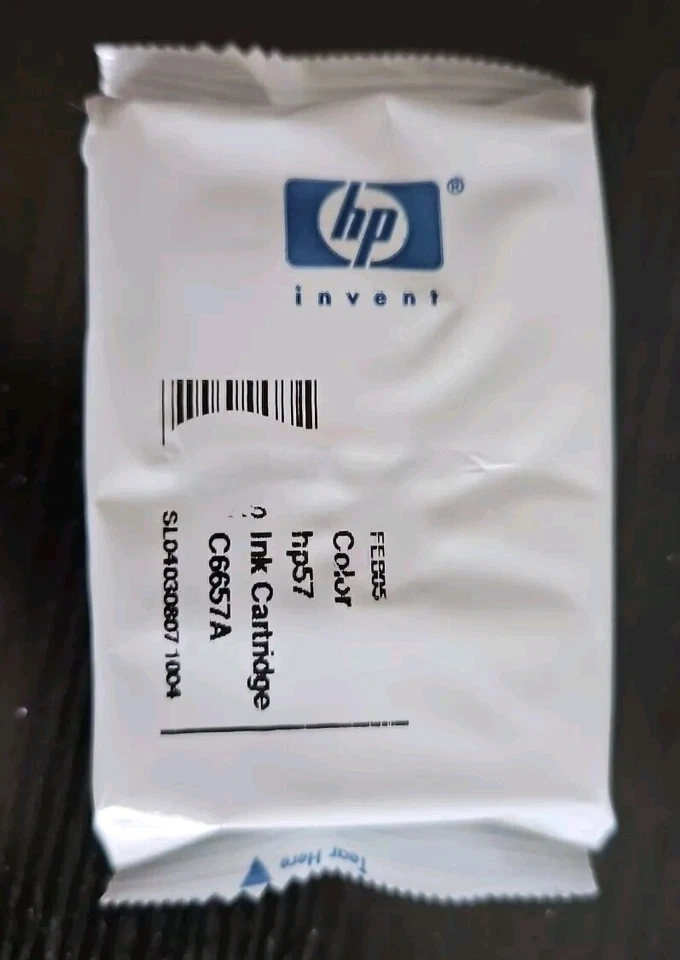 hp®
invent
FEB05
Color
hp57
Ink Cartridge
C6657A
SL04030807 1004
Tear Here